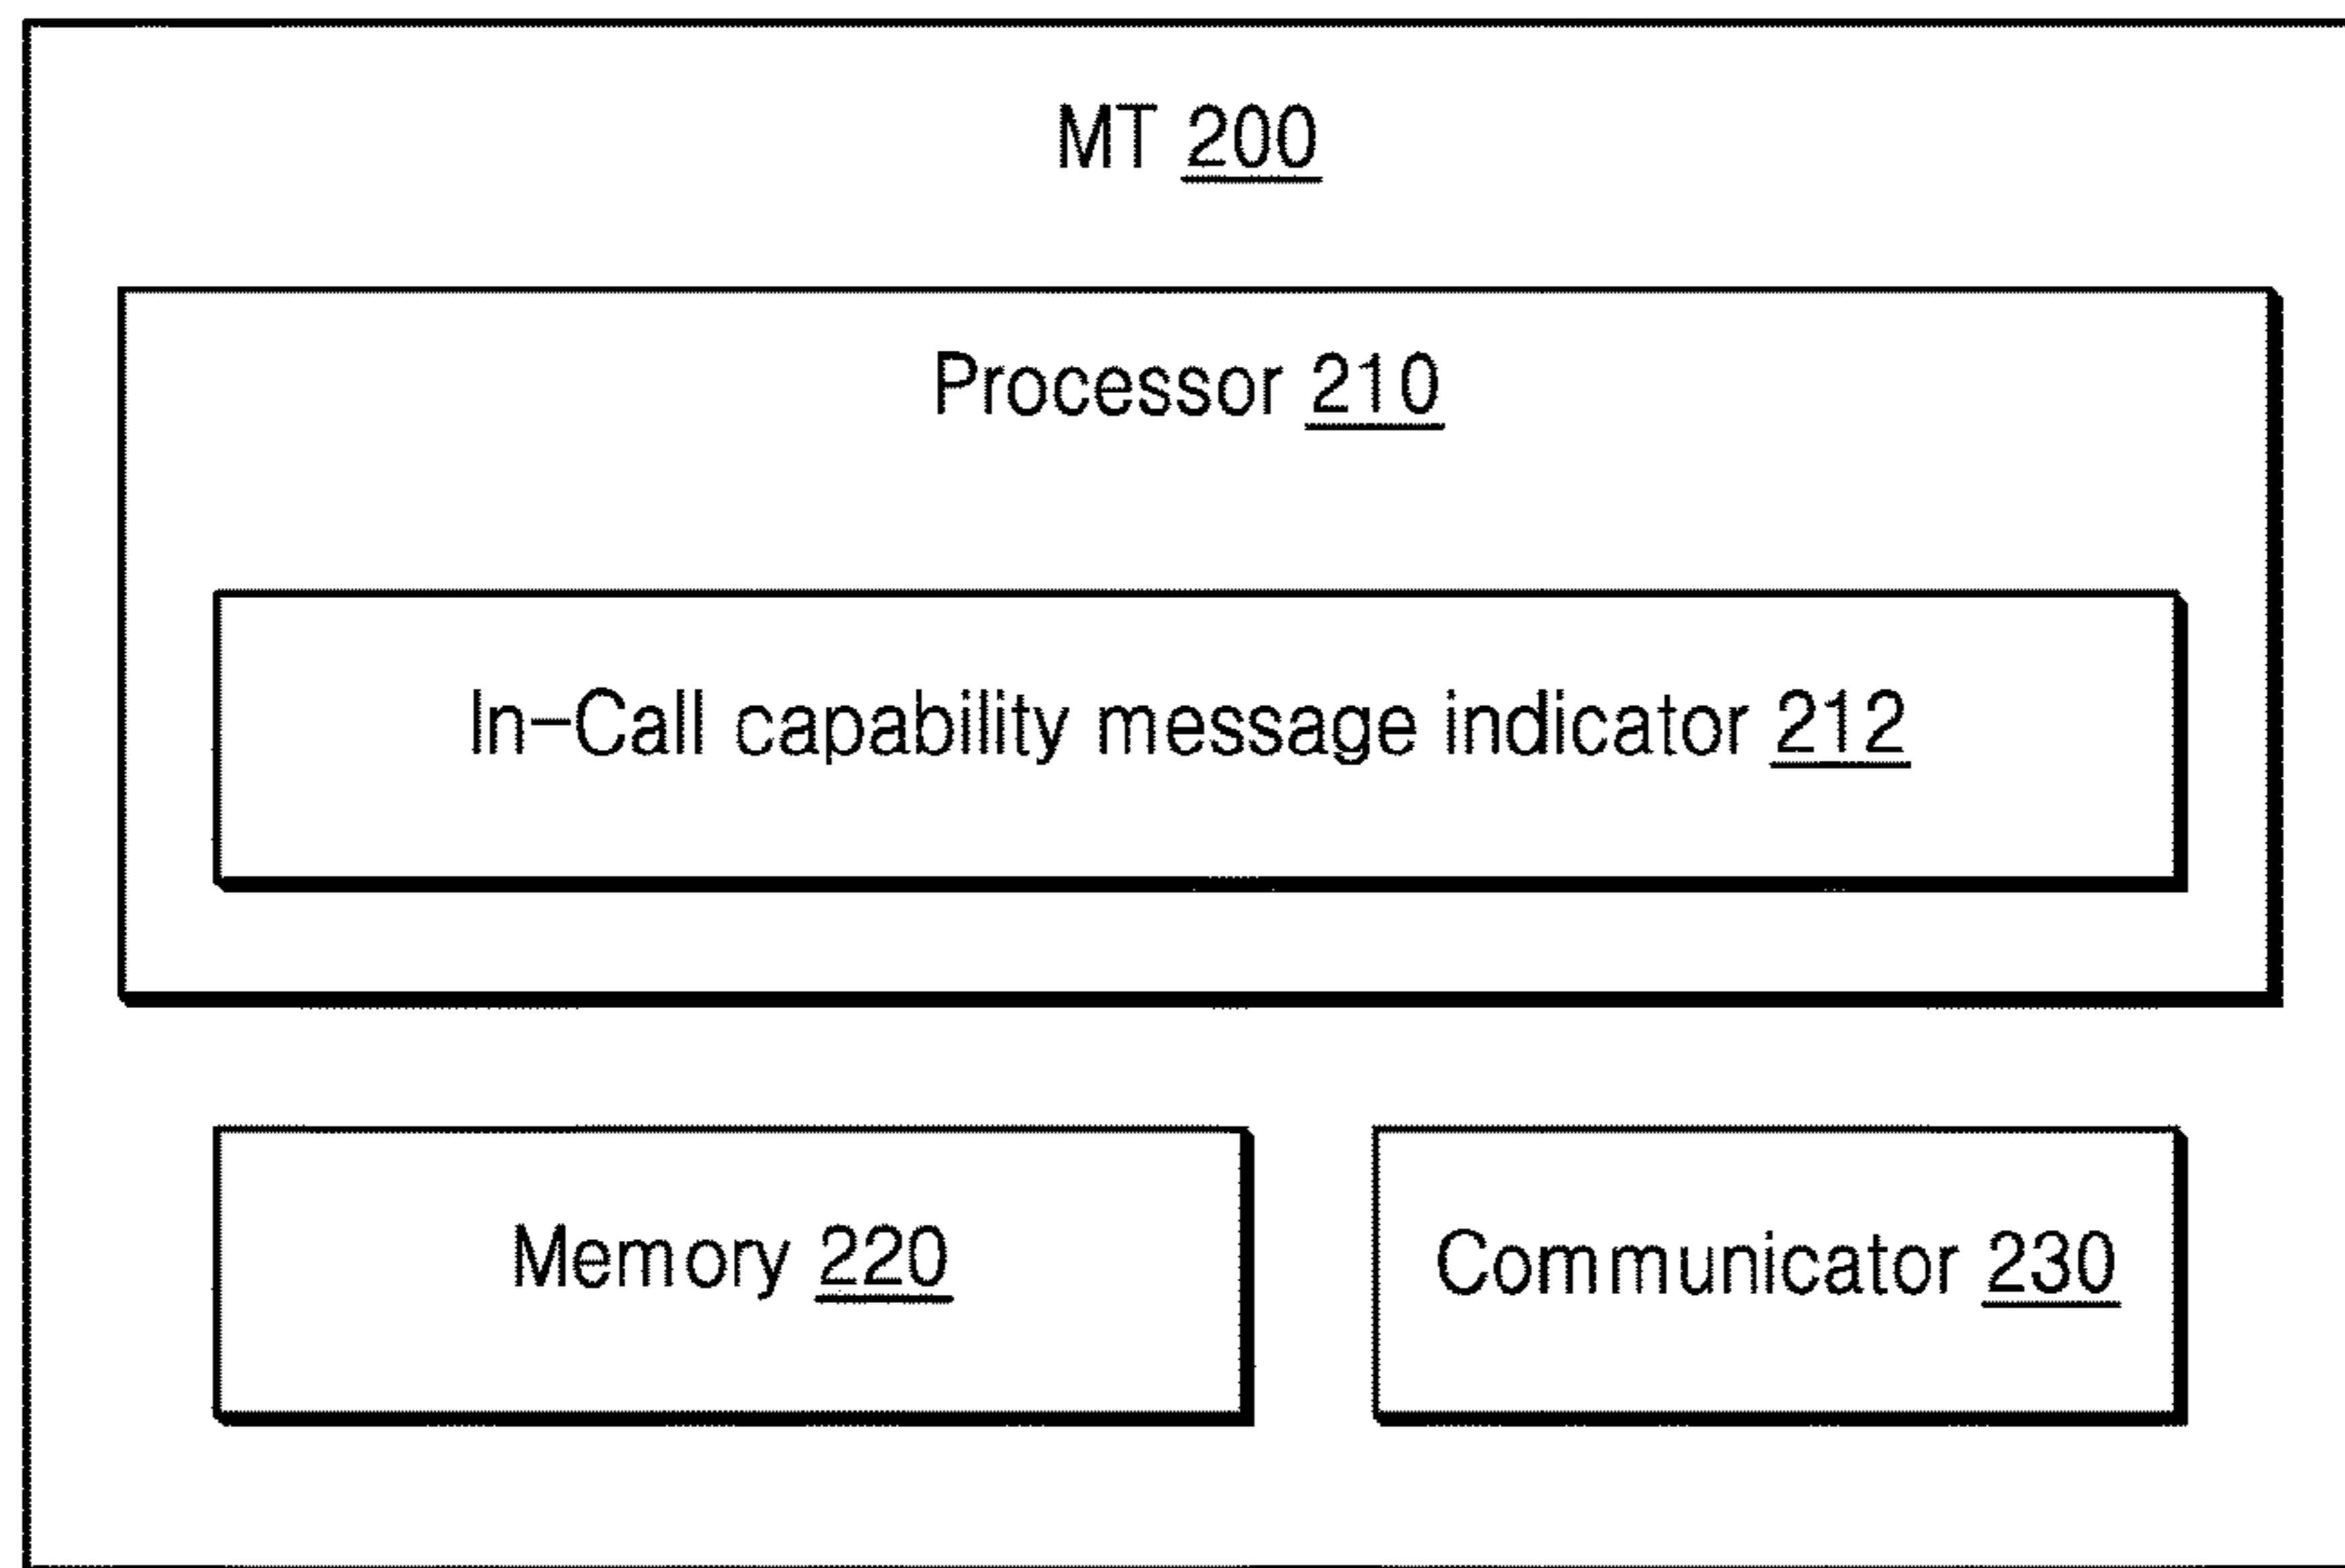 MT 200
Processor 210
In-Call capability message indicator 212
Memory 220
Communicator 230